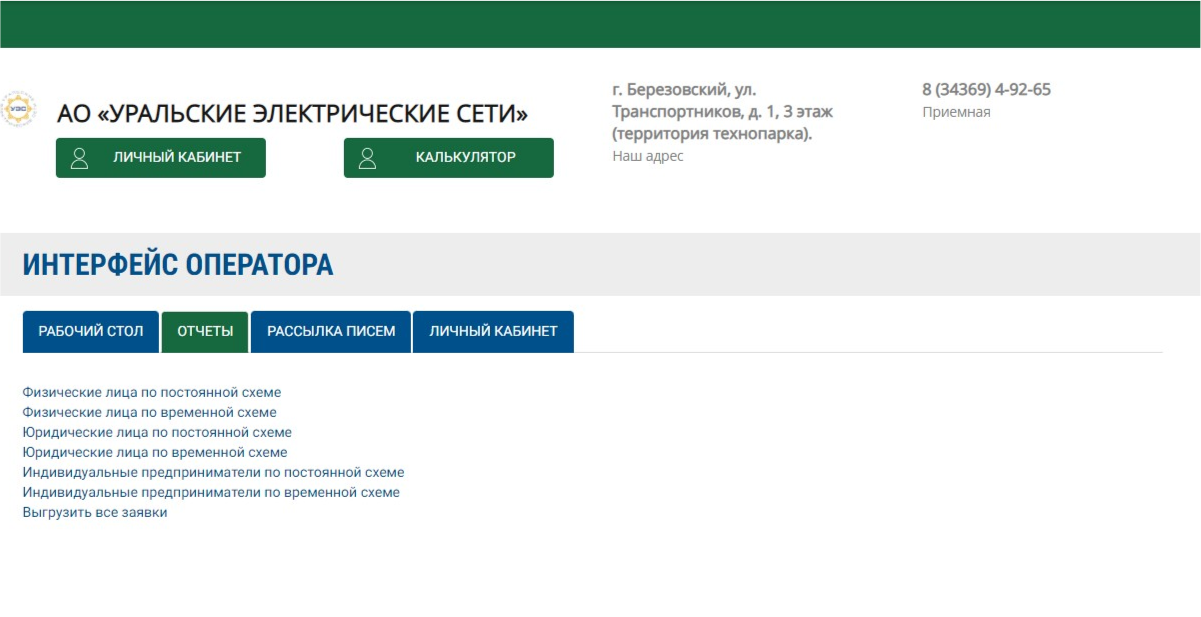 УЭС
АО «УРАЛЬСКИЕ ЭЛЕКТРИЧЕСКИЕ СЕТИ»
ЛИЧНЫЙ КАБИНЕТ
КАЛЬКУЛЯТОР
г. Березовский, ул.
Транспортников, д. 1, 3 этаж
(территория технопарка).
Наш адрес
8 (34369) 4-92-65
Приемная
ИНТЕРФЕЙС ОПЕРАТОРА
РАБОЧИЙ СТОЛ
ОТЧЕТЫ
РАССЫЛКА ПИСЕМ
ЛИЧНЫЙ КАБИНЕТ
Физические лица по постоянной схеме
Физические лица по временной схеме
Юридические лица по постоянной схеме
Юридические лица по временной схеме
Индивидуальные предприниматели по постоянной схеме
Индивидуальные предприниматели по временной схеме
Выгрузить все заявки